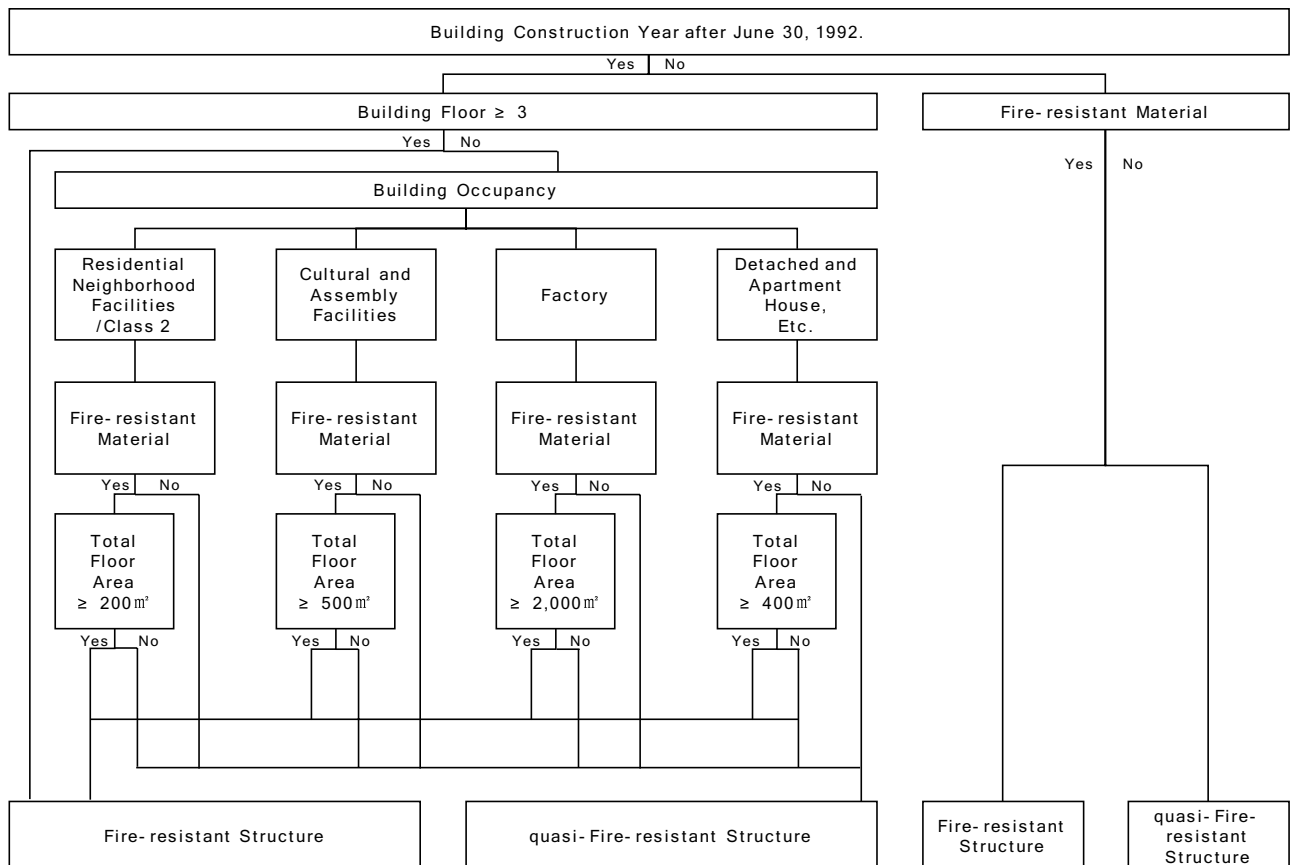 Building Construction Year after June 30, 1992.
Yes No
Building Floor ≥ 3
Fire-resistant Material
Yes No
Yes No
Building Occupancy
Residential
Neighborhood
Facilities
/Class 2
Cultural and
Assembly
Facilities
Factory
Detached and
Apartment
House,
Etc.
Fire-resistant
Material
Fire-resistant
Material
Fire-resistant
Material
Fire-resistant
Material
Yes No
Yes No
Yes No
Yes No
Total
Floor
Area
≥ 200㎡
Total
Floor
Area
≥ 500㎡
Total
Floor
Area
≥ 2,000㎡
Total
Floor
Area
≥ 400㎡
Yes No
Yes No
Yes No
Yes No
Fire-resistant Structure
quasi-Fire-resistant Structure
Fire-resistant
Structure
quasi-Fire-
resistant
Structure